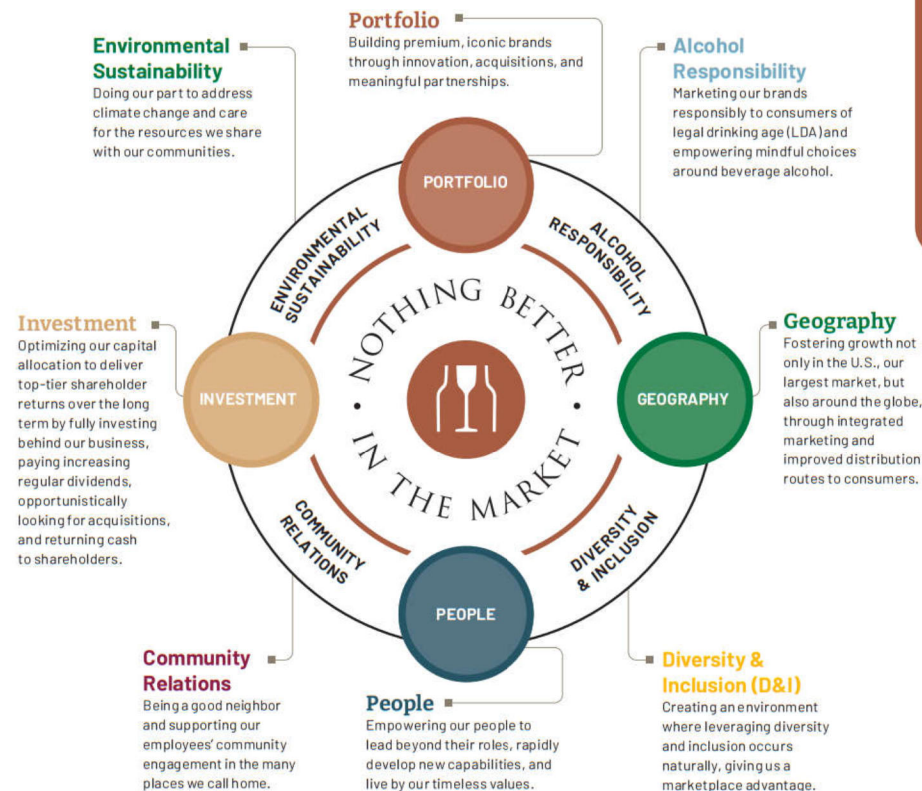 Portfolio
Building premium, iconic brands
through innovation, acquisitions, and
meaningful partnerships.
Environmental
Sustainability
Doing our part to address
climate change and care
for the resources we share
with our communities.
Alcohol
Responsibility
Marketing our brands
responsibly to consumers of
legal drinking age (LDA) and
empowering mindful choices
around beverage alcohol.
PORTFOLIO
ENVIRONMENTAL
SUSTAINABILITY
ALCOHOL
RESPONSIBILITY
NOTHING BETTER
IN THE MARKET
Investment
Optimizing our capital
allocation to deliver
top-tier shareholder
returns over the long
term by fully investing
behind our business,
paying increasing
regular dividends,
opportunistically
looking for acquisitions,
and returning cash
to shareholders.
INVESTMENT
GEOGRAPHY
Geography
Fostering growth not
only in the U.S., our
largest market, but
also around the globe,
through integrated
marketing and
improved distribution
routes to consumers.
COMMUNITY
RELATIONS
DIVERSITY
& INCLUSION
PEOPLE
Community
Relations
Being a good neighbor
and supporting our
employees' community
engagement in the many
places we call home.
People
Empowering our people to
lead beyond their roles, rapidly
develop new capabilities, and
live by our timeless values.
Diversity &
Inclusion (D&I)
Creating an environment
where leveraging diversity
and inclusion occurs
naturally, giving us a
marketplace advantage.